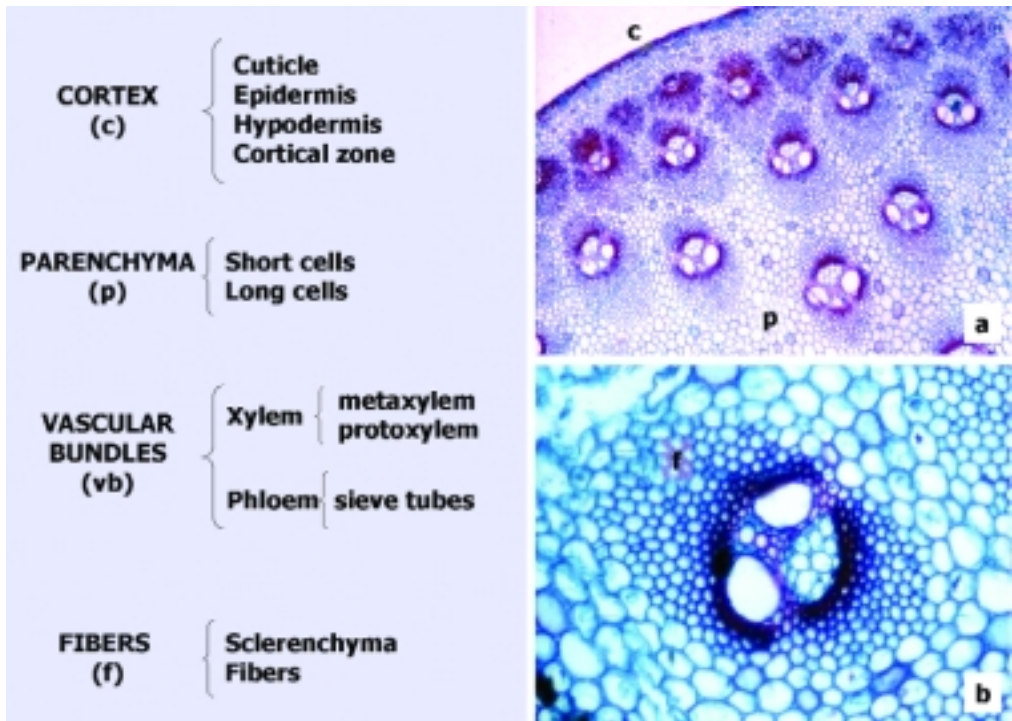 CORTEX
(c)
Cuticle
Epidermis
Hypodermis
Cortical zone
PARENCHYMA
(p)
Short cells
Long cells
VASCULAR
BUNDLES
(vb)
Xylem
metaxylem
protoxylem
Phloem
sieve tubes
FIBERS
(f)
Sclerenchyma
Fibers
c
p
a
f
b